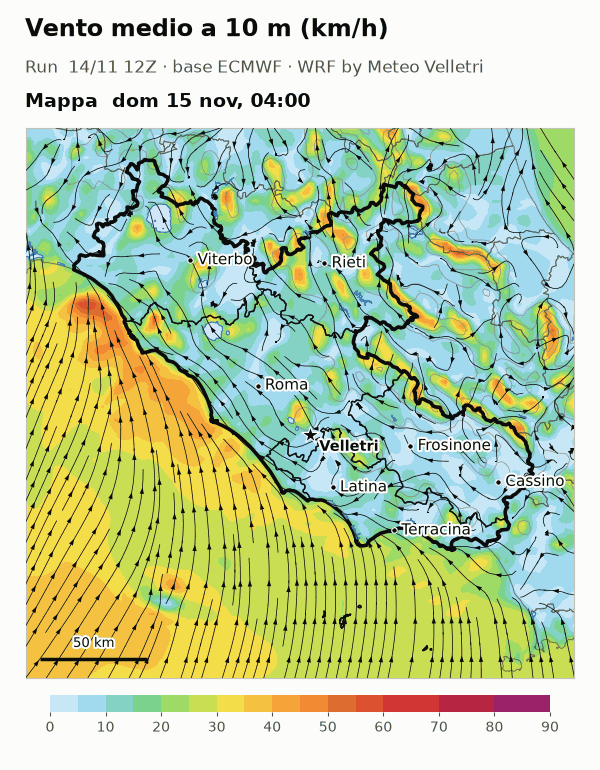 Vento medio a 10 m (km/h)
Run  14/11 12Z · base ECMWF · WRF by Meteo Velletri
Mappa  dom 15 nov, 04:00
Viterbo
Rieti
Roma
Velletri
Frosinone
Latina
Cassino
Terracina
50 km
0 10 20 30 40 50 60 70 80 90